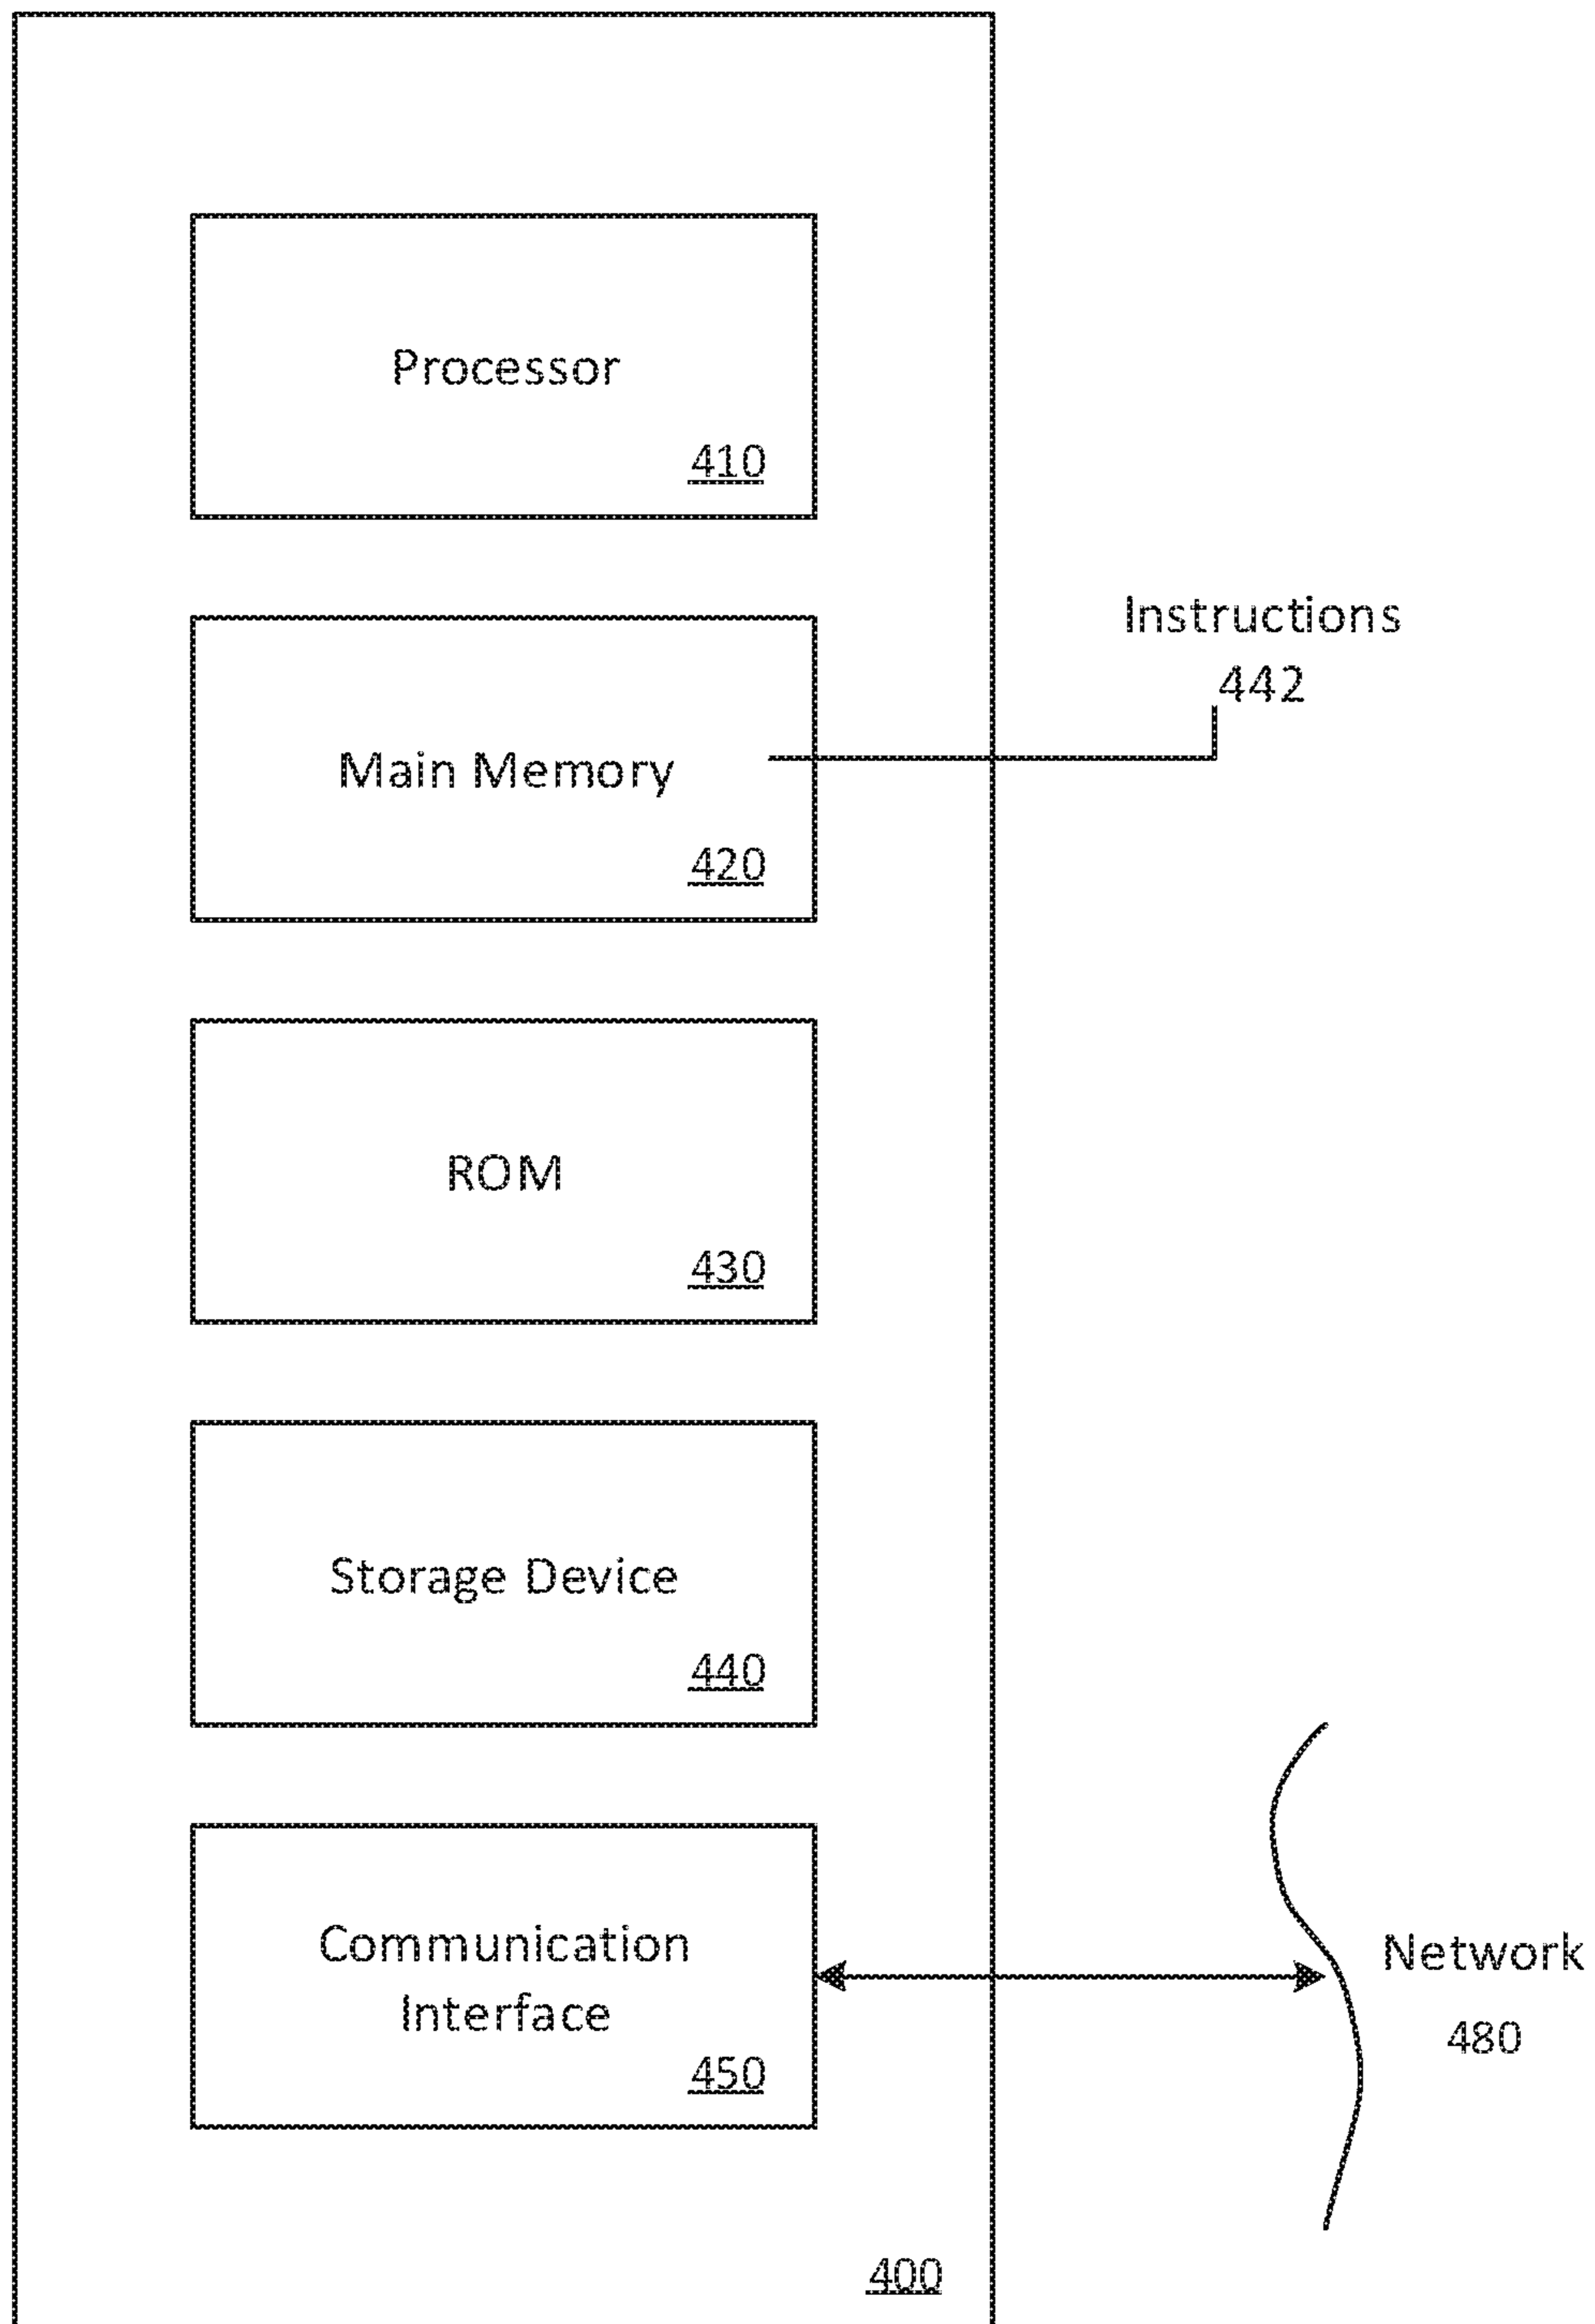 Processor
410
Instructions
442
Main Memory
420
ROM
430
Storage Device
440
Communication
Interface
450
Network
480
400